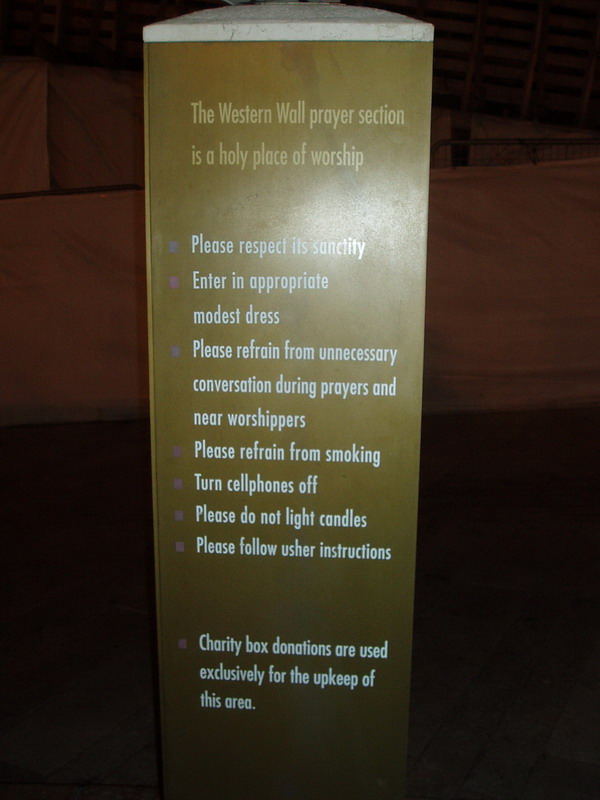 The Western Wall prayer section
is a holy place of worship
Please respect its sanctity
Enter in appropriate
modest dress
Please refrain from unnecessary
conversation during prayers and
near worshippers
Please refrain from smoking
Turn cellphones off
Please do not light candles
Please follow usher instructions
Charity box donations are used
exclusively for the upkeep of
this area.